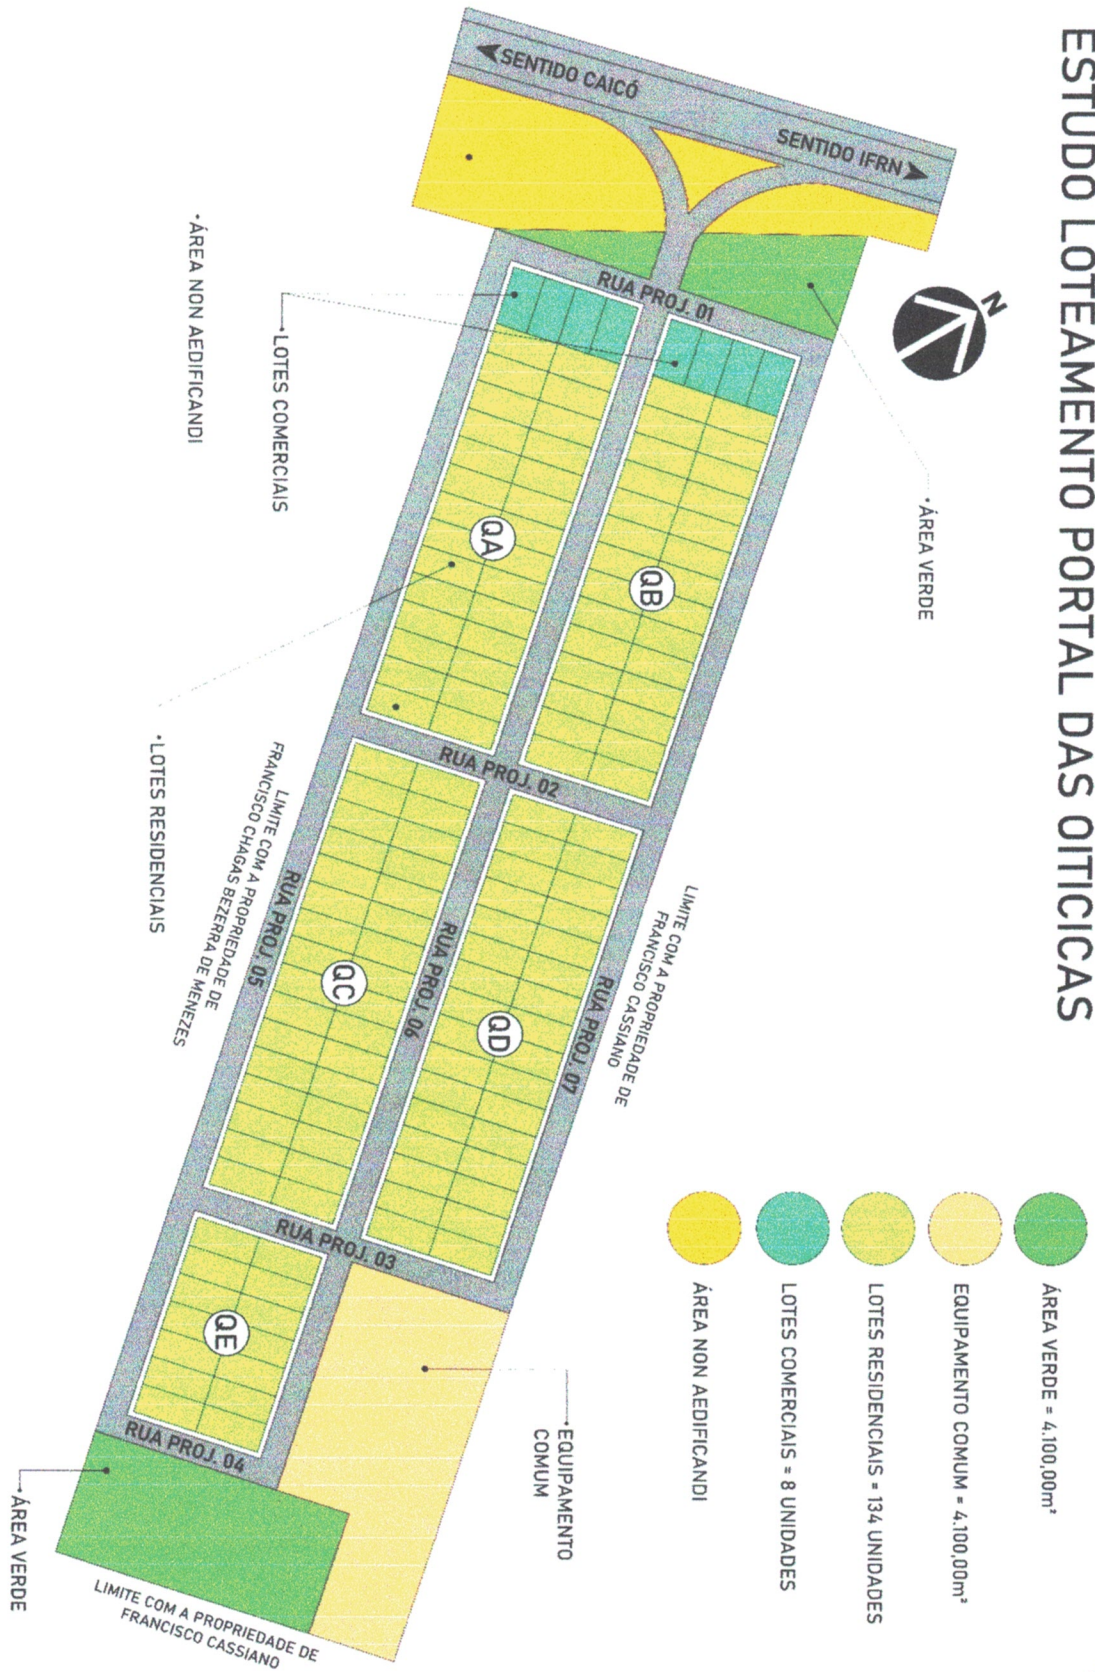 ESTUDO LOTEAMENTO PORTAL DAS OITICICAS
SENTIDO CAICÓ
SENTIDO IFRN
N
•ÁREA NON AEDIFICANDI
•LOTES COMERCIAIS
•ÁREA VERDE
•LOTES RESIDENCIAIS
RUA PROJ. 01
QA
QB
RUA PROJ. 02
LIMITE COM A PROPRIEDADE DE
FRANCISCO CHAGAS BEZERRA DE MENEZES
LIMITE COM A PROPRIEDADE DE
FRANCISCO CASSIANO
RUA PROJ. 05
RUA PROJ. 06
RUA PROJ. 07
QC
QD
RUA PROJ. 03
QE
RUA PROJ. 04
•EQUIPAMENTO
COMUM
•ÁREA VERDE
LIMITE COM A PROPRIEDADE DE
FRANCISCO CASSIANO
ÁREA VERDE = 4.100,00m²
EQUIPAMENTO COMUM = 4.100,00m²
LOTES RESIDENCIAIS = 134 UNIDADES
LOTES COMERCIAIS = 8 UNIDADES
ÁREA NON AEDIFICANDI